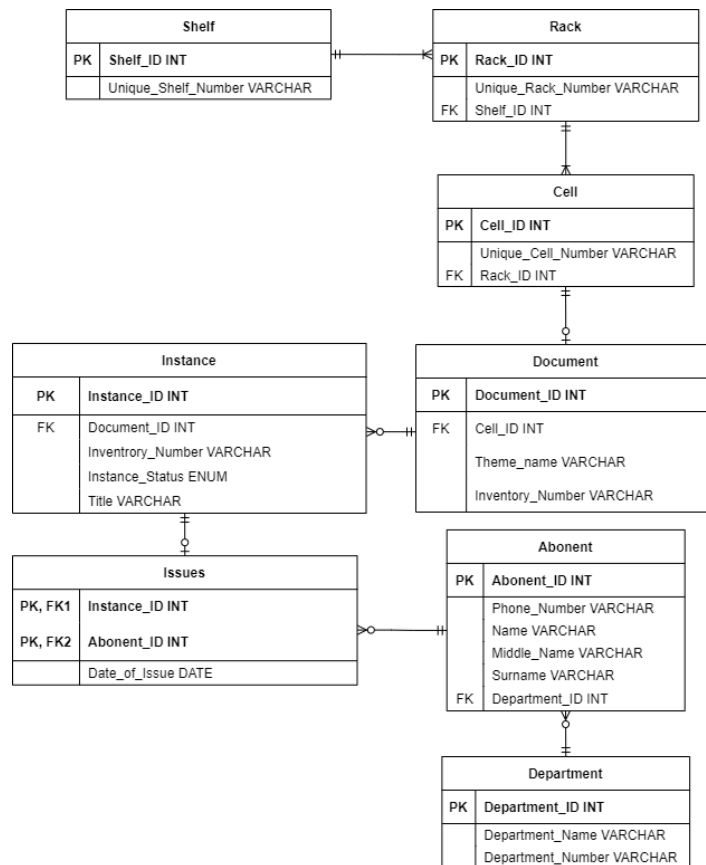 Shelf
PK Shelf_ID INT
Unique_Shelf_Number VARCHAR
Rack
PK Rack_ID INT
Unique_Rack_Number VARCHAR
FK Shelf_ID INT
Cell
PK Cell_ID INT
Unique_Cell_Number VARCHAR
FK Rack_ID INT
Instance
PK Instance_ID INT
FK Document_ID INT
Inventrory_Number VARCHAR
Instance_Status ENUM
Title VARCHAR
Document
PK Document_ID INT
FK Cell_ID INT
Theme_name VARCHAR
Inventory_Number VARCHAR
Issues
PK, FK1 Instance_ID INT
PK, FK2 Abonent_ID INT
Date_of_Issue DATE
Abonent
PK Abonent_ID INT
Phone_Number VARCHAR
Name VARCHAR
Middle_Name VARCHAR
Surname VARCHAR
FK Department_ID INT
Department
PK Department_ID INT
Department_Name VARCHAR
Department_Number VARCHAR